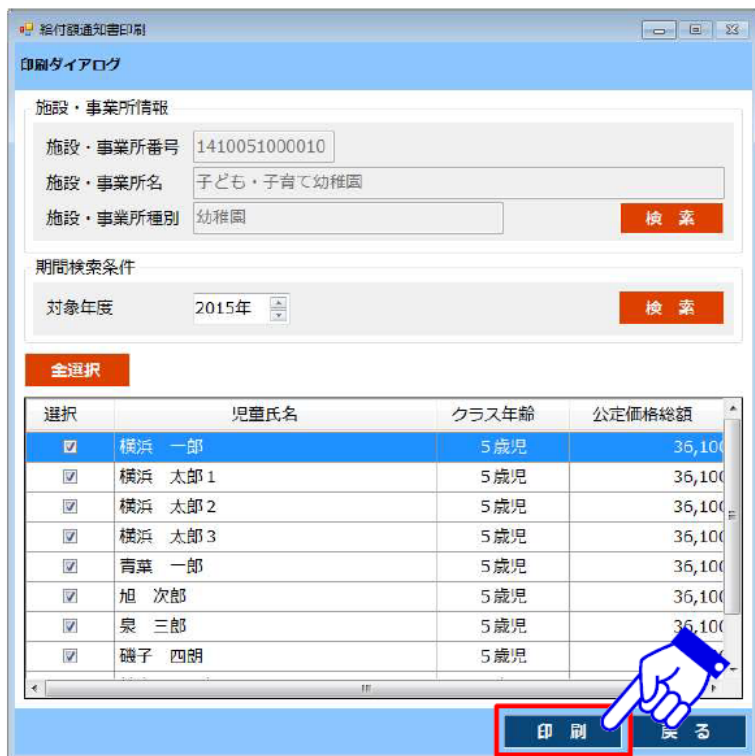 給付額通知書印刷
印刷ダイアログ
施設・事業所情報
施設・事業所番号 1410051000010
施設・事業所名 子ども・子育て幼稚園
施設・事業所種別 幼稚園 検 索
期間検索条件
対象年度 2015年 検 索
全選択
選択 児童氏名 クラス年齢 公定価格総額
横浜 一郎 5歳児 36,100
横浜 太郎1 5歳児 36,100
横浜 太郎2 5歳児 36,100
横浜 太郎3 5歳児 36,100
青葉 一郎 5歳児 36,100
旭 次郎 5歳児 36,100
泉 三郎 5歳児 36,100
磯子 四朗 5歳児
印 刷 戻 る